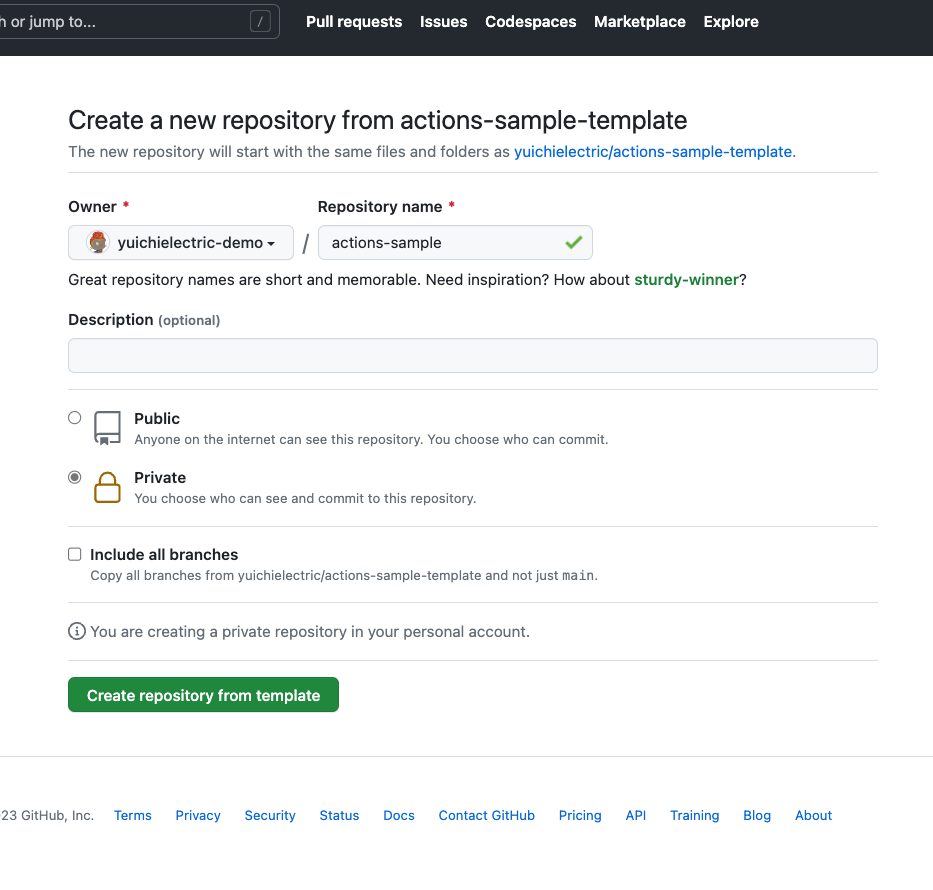 or jump to...
/
Pull requests Issues Codespaces Marketplace Explore
Create a new repository from actions-sample-template
The new repository will start with the same files and folders as yuichielectric/actions-sample-template.
Owner * Repository name *
yuichielectric-demo / actions-sample
Great repository names are short and memorable. Need inspiration? How about sturdy-winner?
Description (optional)
Public
Anyone on the internet can see this repository. You choose who can commit.
Private
You choose who can see and commit to this repository.
Include all branches
Copy all branches from yuichielectric/actions-sample-template and not just main.
You are creating a private repository in your personal account.
Create repository from template
23 GitHub, Inc. Terms Privacy Security Status Docs Contact GitHub Pricing API Training Blog About